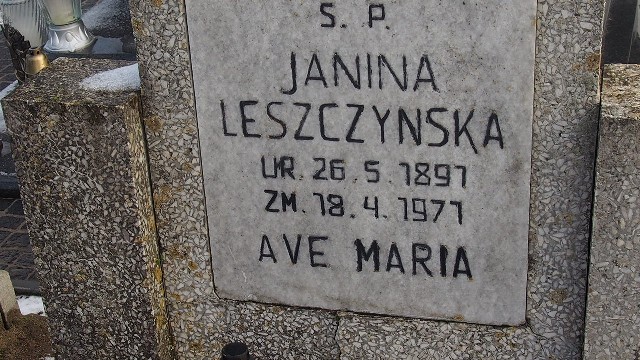 S. P.
JANINA
LESZCZYNSKA
UR. 26. 5. 1897
ZM. 18. 4. 1971
AVE MARIA